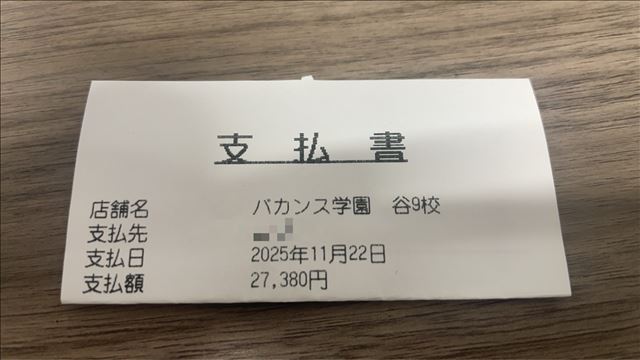 支払書
店舗名 バカンス学園 谷9校
支払先
支払日 2025年11月22日
支払額 27,380円